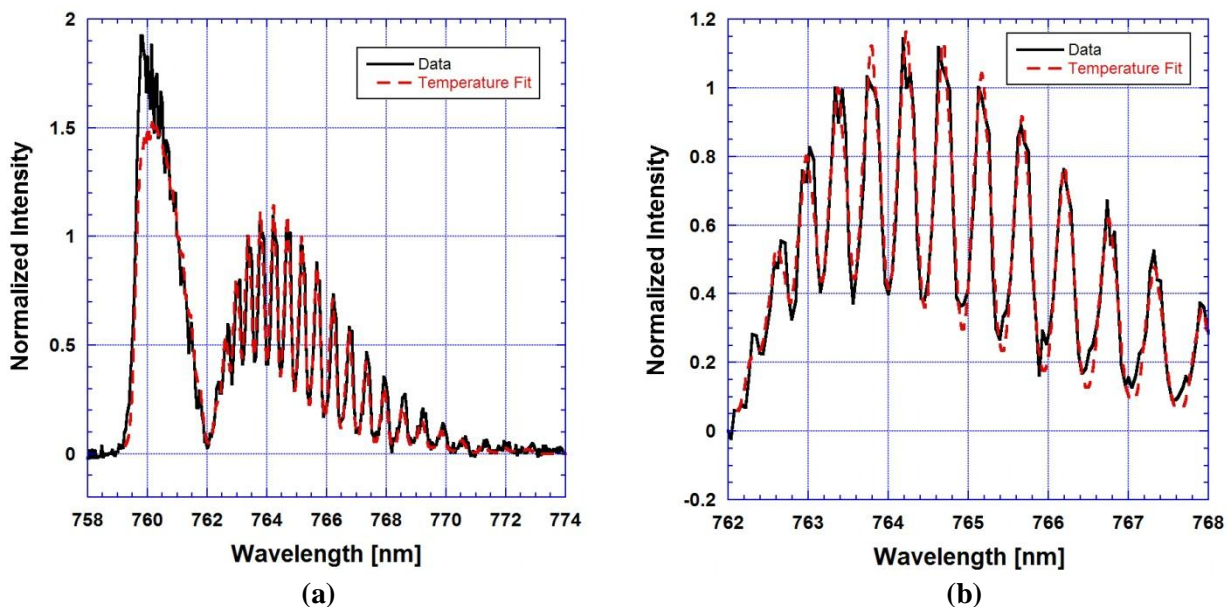 2
1.5
1
0.5
0
758 760 762 764 766 768 770 772 774
Normalized Intensity
Wavelength [nm]
Data
Temperature Fit
(a)
1.2
1
0.8
0.6
0.4
0.2
0
-0.2
762 763 764 765 766 767 768
Normalized Intensity
Wavelength [nm]
Data
Temperature Fit
(b)